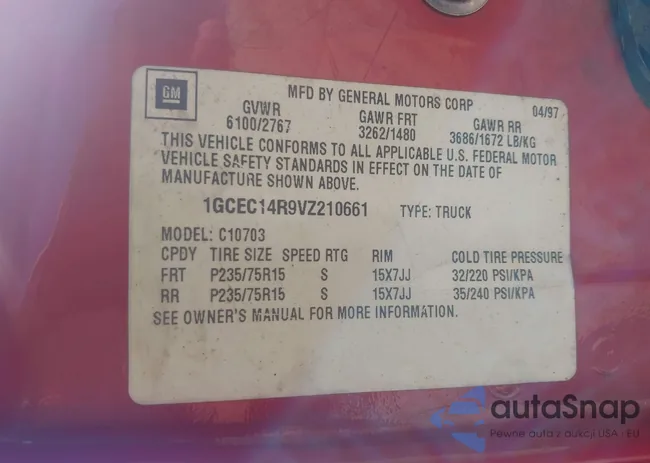 GM
MFD BY GENERAL MOTORS CORP 04/97
GVWR GAWR FRT GAWR RR
6100/2767 3262/1480 3686/1672 LB/KG
THIS VEHICLE CONFORMS TO ALL APPLICABLE U.S. FEDERAL MOTOR
VEHICLE SAFETY STANDARDS IN EFFECT ON THE DATE OF
MANUFACTURE SHOWN ABOVE.
1GCEC14R9VZ210661 TYPE: TRUCK
MODEL: C10703
CPDY TIRE SIZE SPEED RTG RIM COLD TIRE PRESSURE
FRT P235/75R15 S 15X7JJ 32/220 PSI/KPA
RR P235/75R15 S 15X7JJ 35/240 PSI/KPA
SEE OWNER'S MANUAL FOR MORE INFORMATION.
autaSnap
Pewne auta z aukcji USA · EU